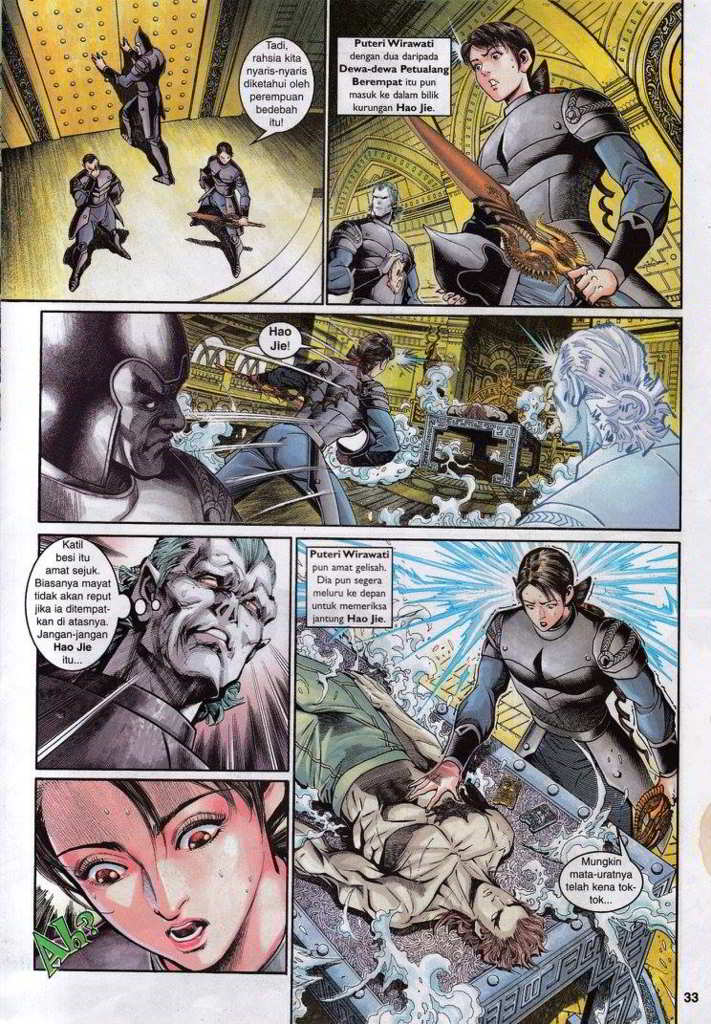 Tadi,
rahsia kita
nyaris-nyaris
diketahui oleh
perempuan
bedebah
itu!
Puteri Wirawati
dengan dua daripada
Dewa-dewa Petualang
Berempat itu pun
masuk ke dalam bilik
kurungan Hao Jie.
Hao
Jie!
Katil
besi itu
amat sejuk.
Biasanya mayat
tidak akan reput
jika ia ditempat-
kan di atasnya.
Jangan-jangan
Hao Jie
itu...
Puteri Wirawati
pun amat gelisah.
Dia pun segera
meluru ke depan
untuk memeriksa
jantung Hao Jie.
Ah?
Mungkin
mata-uratnya
telah kena tok-
tok...
33